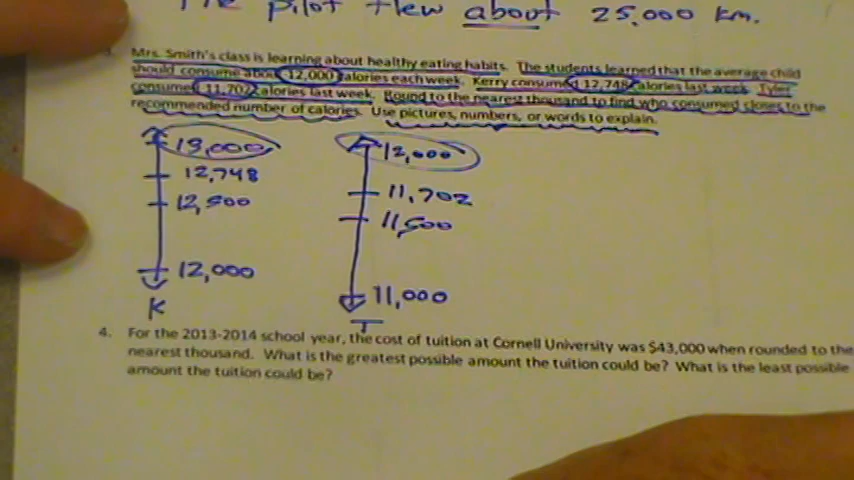 The pilot flew about 25,000 km.
3. Mrs. Smith's class is learning about healthy eating habits. The students learned that the average child
should consume about 12,000 calories each week. Kerry consumed 12,748 calories last week. Tyler
consumed 11,702 calories last week. Round to the nearest thousand to find who consumed closer to the
recommended number of calories. Use pictures, numbers, or words to explain.
13,000
12,748
12,500
12,000
K
12,000
11,702
11,500
11,000
T
4. For the 2013-2014 school year, the cost of tuition at Cornell University was $43,000 when rounded to the
nearest thousand. What is the greatest possible amount the tuition could be? What is the least possible
amount the tuition could be?